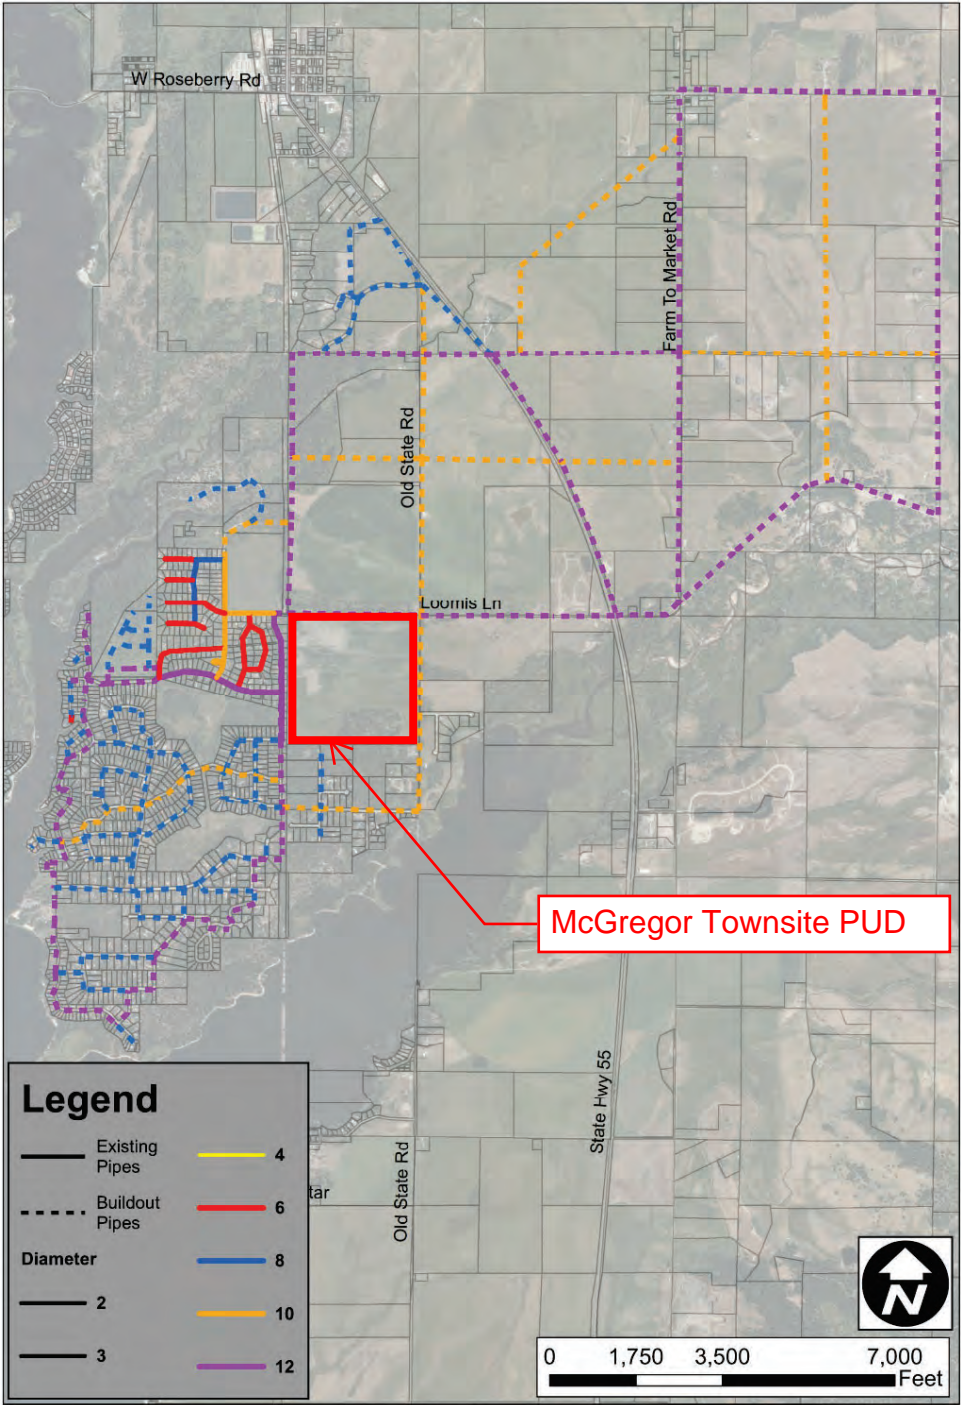 W Roseberry Rd
Farm To Market Rd
Old State Rd
Loomis Ln
McGregor Townsite PUD
State Hwy 55
Old State Rd
tar
Legend
Existing
Pipes
Buildout
Pipes
Diameter
2
3
4
6
8
10
12
N
0 1,750 3,500 7,000
Feet